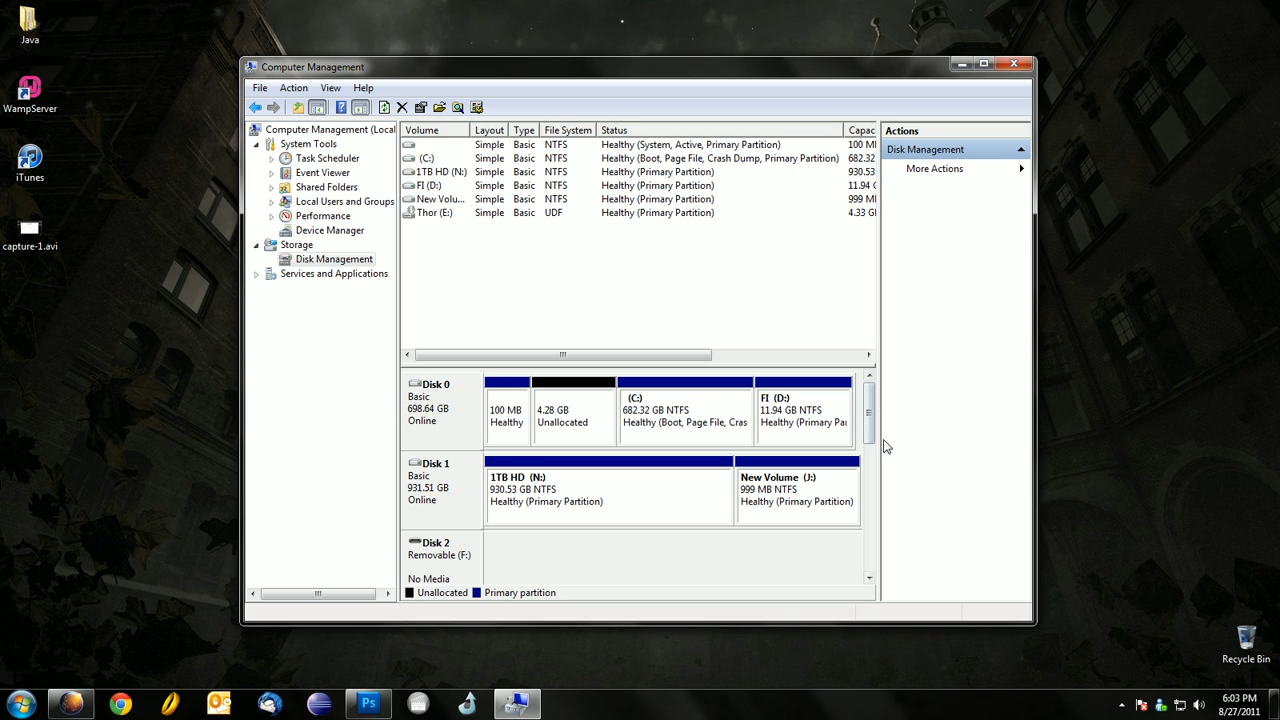 Java
WampServer
iTunes
capture-1.avi
Computer Management
File Action View Help
Computer Management (Local
System Tools
Task Scheduler
Event Viewer
Shared Folders
Local Users and Groups
Performance
Device Manager
Storage
Disk Management
Services and Applications
Volume Layout Type File System Status Capac
Simple Basic NTFS Healthy (System, Active, Primary Partition) 100 M
(C:) Simple Basic NTFS Healthy (Boot, Page File, Crash Dump, Primary Partition) 682.32
1TB HD (N:) Simple Basic NTFS Healthy (Primary Partition) 930.53
FI (D:) Simple Basic NTFS Healthy (Primary Partition) 11.94 G
New Volu... Simple Basic NTFS Healthy (Primary Partition) 999 M
Thor (E:) Simple Basic UDF Healthy (Primary Partition) 4.33 G
Disk 0
Basic
698.64 GB
Online
100 MB
Healthy
4.28 GB
Unallocated
(C:)
682.32 GB NTFS
Healthy (Boot, Page File, Cras
FI (D:)
11.94 GB NTFS
Healthy (Primary Pa
Disk 1
Basic
931.51 GB
Online
1TB HD (N:)
930.53 GB NTFS
Healthy (Primary Partition)
New Volume (J:)
999 MB NTFS
Healthy (Primary Partition)
Disk 2
Removable (F:)
No Media
Unallocated Primary partition
Actions
Disk Management
More Actions
Recycle Bin
Ps
6:03 PM
8/27/2011